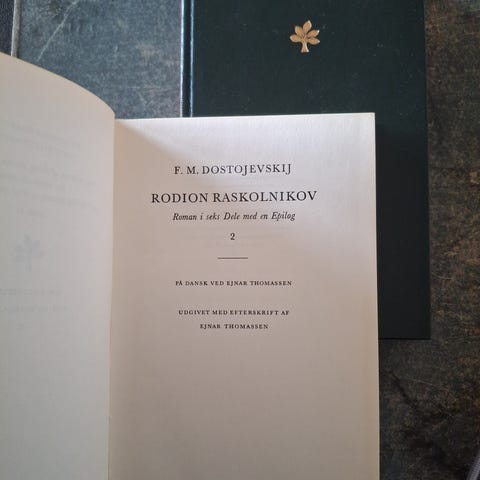 F. M. DOSTOJEVSKIJ
RODION RASKOLNIKOV
Roman i seks Dele med en Epilog
2
PÅ DANSK VED EJNAR THOMASSEN
UDGIVET MED EFTERSKRIFT AF
EJNAR THOMASSEN